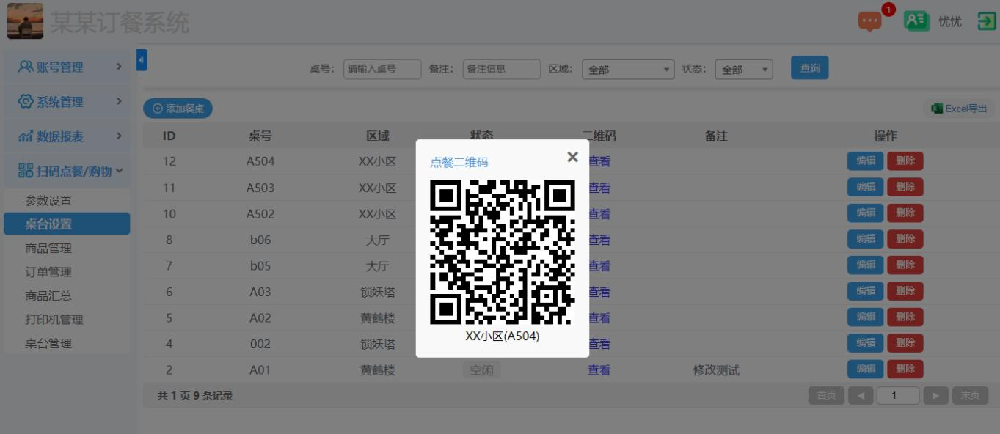 某某订餐系统
1
忧忧
账号管理
系统管理
数据报表
扫码点餐/购物
参数设置
桌台设置
商品管理
订单管理
商品汇总
打印机管理
桌台管理
桌号： 请输入桌号 备注： 备注信息 区域： 全部 状态： 全部 查询
添加餐桌 Excel导出
ID 桌号 区域 状态 二维码 备注 操作
12 A504 XX小区 查看 编辑 删除
11 A503 XX小区 查看 编辑 删除
10 A502 XX小区 查看 编辑 删除
8 b06 大厅 查看 编辑 删除
7 b05 大厅 查看 编辑 删除
6 A03 锁妖塔 查看 编辑 删除
5 A02 黄鹤楼 查看 编辑 删除
4 002 锁妖塔 查看 编辑 删除
2 A01 黄鹤楼 空闲 查看 修改测试 编辑 删除
共 1 页 9 条记录 首页 1 末页
点餐二维码
XX小区(A504)